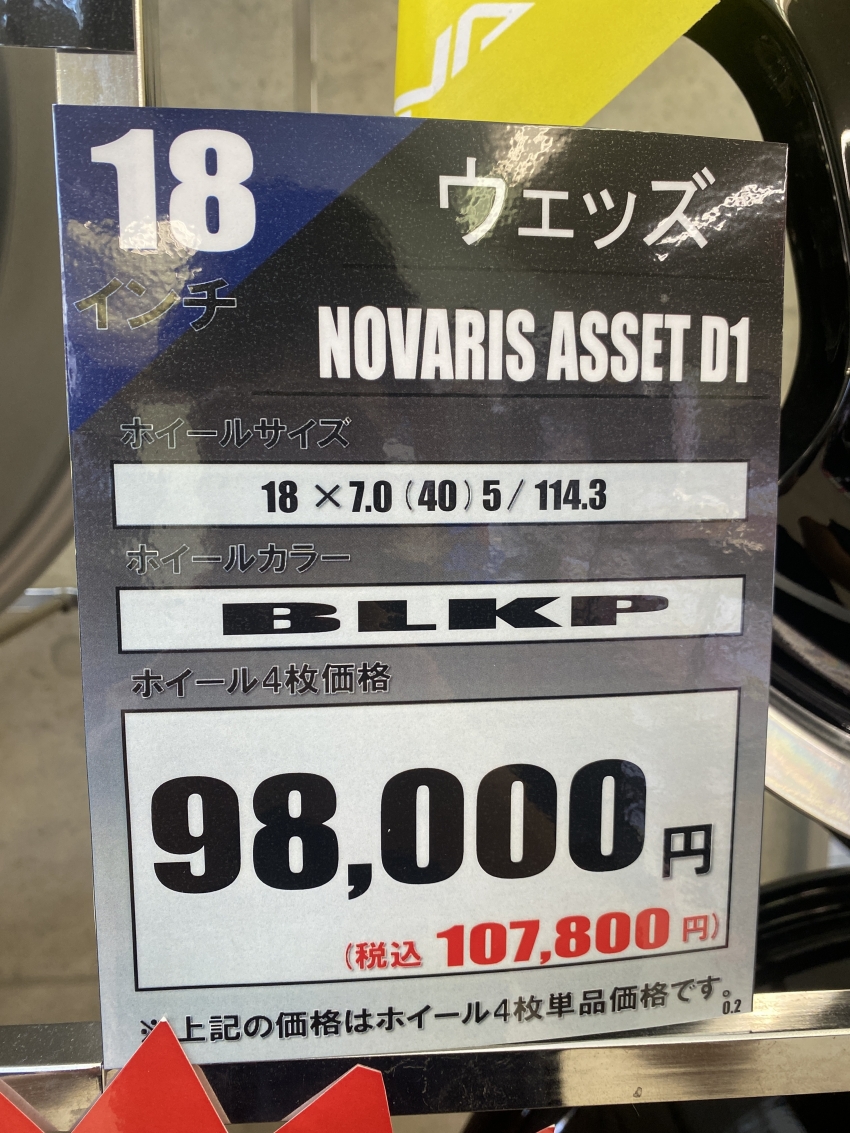 18
インチ
ウェッズ
NOVARIS ASSET D1
ホイールサイズ
18 ×7.0（40）5/ 114.3
ホイールカラー
BLKP
ホイール4枚価格
98,000円
（税込 107,800円）
※上記の価格はホイール4枚単品価格です。
0.2